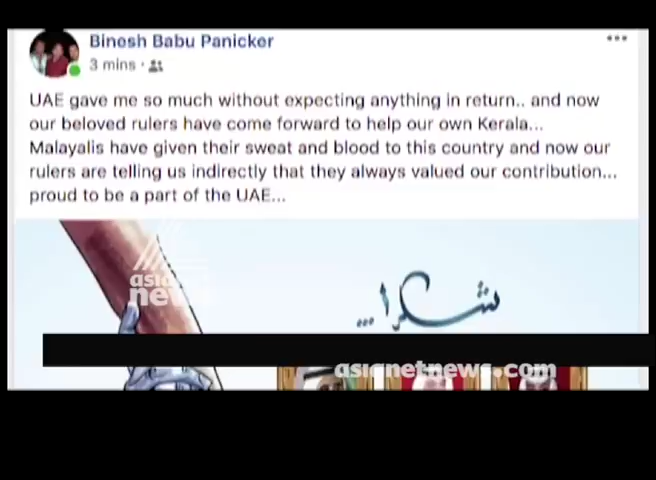 Binesh Babu Panicker
3 mins ·
UAE gave me so much without expecting anything in return.. and now
our beloved rulers have come forward to help our own Kerala...
Malayalis have given their sweat and blood to this country and now our
rulers are telling us indirectly that they always valued our contribution...
proud to be a part of the UAE...
asia
news
شكرا...
asianetnews.com